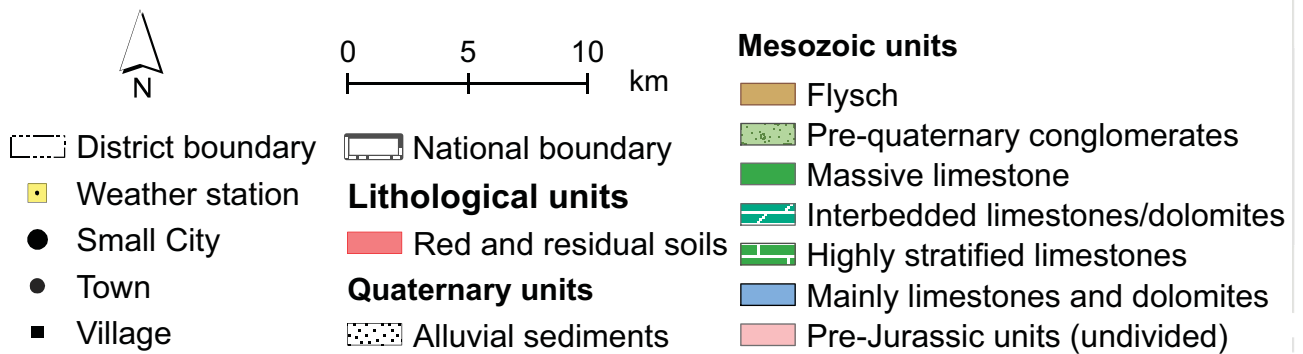 N
0 5 10
km
District boundary
Weather station
Small City
Town
Village
National boundary
Lithological units
Red and residual soils
Quaternary units
Alluvial sediments
Mesozoic units
Flysch
Pre-quaternary conglomerates
Massive limestone
Interbedded limestones/dolomites
Highly stratified limestones
Mainly limestones and dolomites
Pre-Jurassic units (undivided)